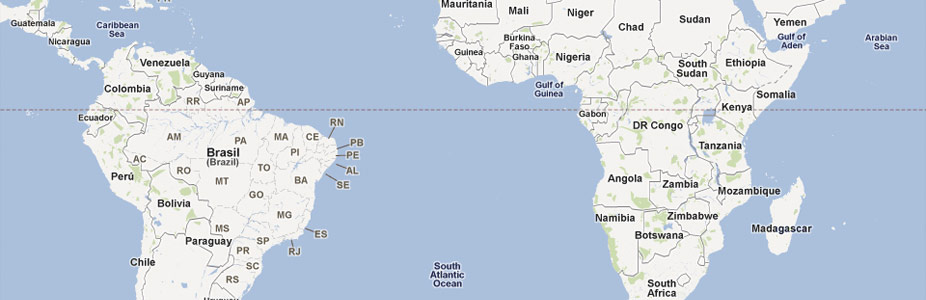 Mauritania
Mali
Niger
Chad
Sudan
Yemen
Guatemala
Caribbean
Sea
Nicaragua
Gulf of
Aden
Arabian
Sea
Burkina
Faso
Guinea
Ghana
Nigeria
South
Sudan
Ethiopia
Venezuela
Guyana
Suriname
Colombia
Gulf of
Guinea
Somalia
RR
AP
Kenya
Ecuador
Gabon
DR Congo
RN
AM
PA
MA
CE
PB
PI
PE
Brasil
(Brazil)
AC
RO
TO
AL
Tanzania
Perú
MT
BA
SE
Angola
Zambia
Mozambique
Bolivia
GO
MG
Namibia
Zimbabwe
MS
ES
Botswana
Madagascar
Paraguay
SP
RJ
PR
Chile
SC
South
Atlantic
Ocean
RS
South
Africa
Uruguay